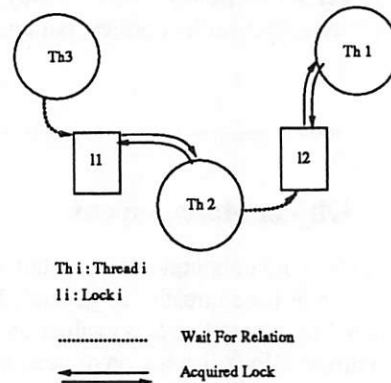 Th3
Th 1
l1
l2
Th 2
Th i : Thread i
l i : Lock i
Wait For Relation
Acquired Lock